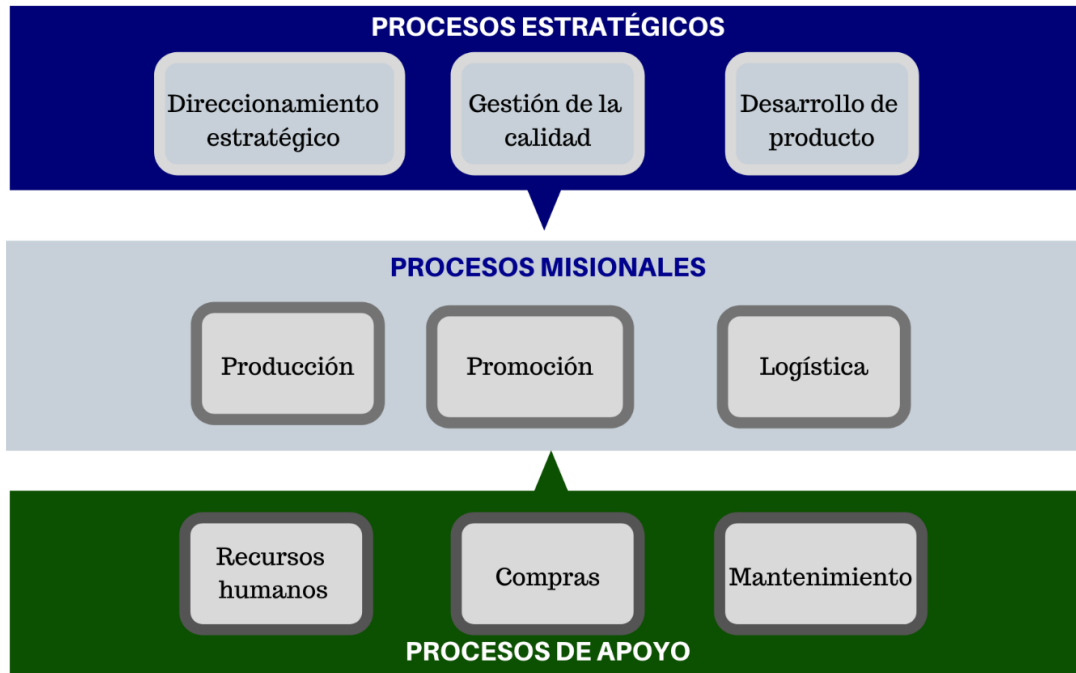 PROCESOS ESTRATÉGICOS
Direccionamiento
estratégico
Gestión de la
calidad
Desarrollo de
producto
PROCESOS MISIONALES
Producción
Promoción
Logística
Recursos
humanos
Compras
Mantenimiento
PROCESOS DE APOYO